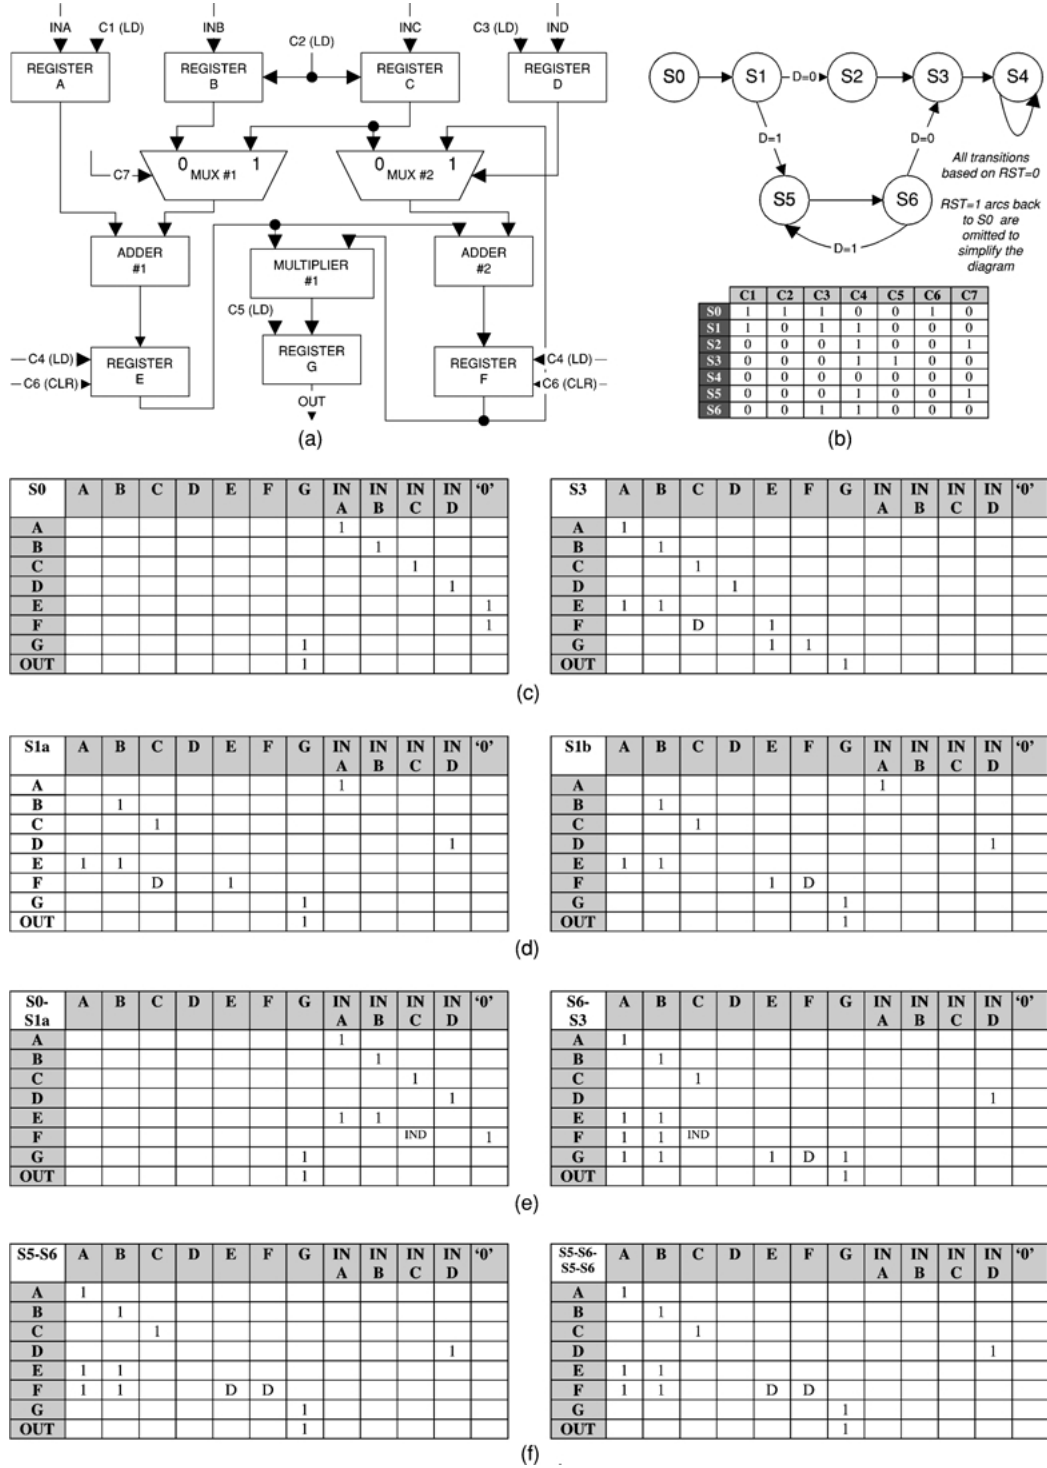 INA C1 (LD) INB C2 (LD) INC C3 (LD) IND
REGISTER A
REGISTER B
REGISTER C
REGISTER D
0 1
MUX #1
0 1
MUX #2
C7
ADDER #1
MULTIPLIER #1
ADDER #2
C5 (LD)
C4 (LD)
C6 (CLR)
REGISTER E
REGISTER G
REGISTER F
C4 (LD)
C6 (CLR)
OUT
(a)
S0 S1 D=0 S2 S3 S4
D=1 D=0
S5 S6
D=1
All transitions
based on RST=0
RST=1 arcs back
to S0 are
omitted to
simplify the
diagram
C1 C2 C3 C4 C5 C6 C7
S0 1 1 1 0 0 1 0
S1 1 0 1 1 0 0 0
S2 0 0 0 1 0 0 1
S3 0 0 0 1 1 0 0
S4 0 0 0 0 0 0 0
S5 0 0 0 1 0 0 1
S6 0 0 1 1 0 0 0
(b)
S0 A B C D E F G IN A IN B IN C IN D '0'
A 1
B 1
C 1
D 1
E 1
F 1
G 1
OUT 1
S3 A B C D E F G IN A IN B IN C IN D '0'
A 1
B 1
C 1
D 1
E 1 1
F D 1
G 1 1
OUT 1
(c)
S1a A B C D E F G IN A IN B IN C IN D '0'
A 1
B 1
C 1
D 1
E 1 1
F D 1
G 1
OUT 1
S1b A B C D E F G IN A IN B IN C IN D '0'
A 1
B 1
C 1
D 1
E 1 1
F 1 D
G 1
OUT 1
(d)
S0-S1a A B C D E F G IN A IN B IN C IN D '0'
A 1
B 1
C 1
D 1
E 1 1
F IND 1
G 1
OUT 1
S6-S3 A B C D E F G IN A IN B IN C IN D '0'
A 1
B 1
C 1
D 1
E 1 1
F 1 1 IND
G 1 1 1 D 1
OUT 1
(e)
S5-S6 A B C D E F G IN A IN B IN C IN D '0'
A 1
B 1
C 1
D 1
E 1 1
F 1 1 D D
G 1
OUT 1
S5-S6-S5-S6 A B C D E F G IN A IN B IN C IN D '0'
A 1
B 1
C 1
D 1
E 1 1
F 1 1 D D
G 1
OUT 1
(f)